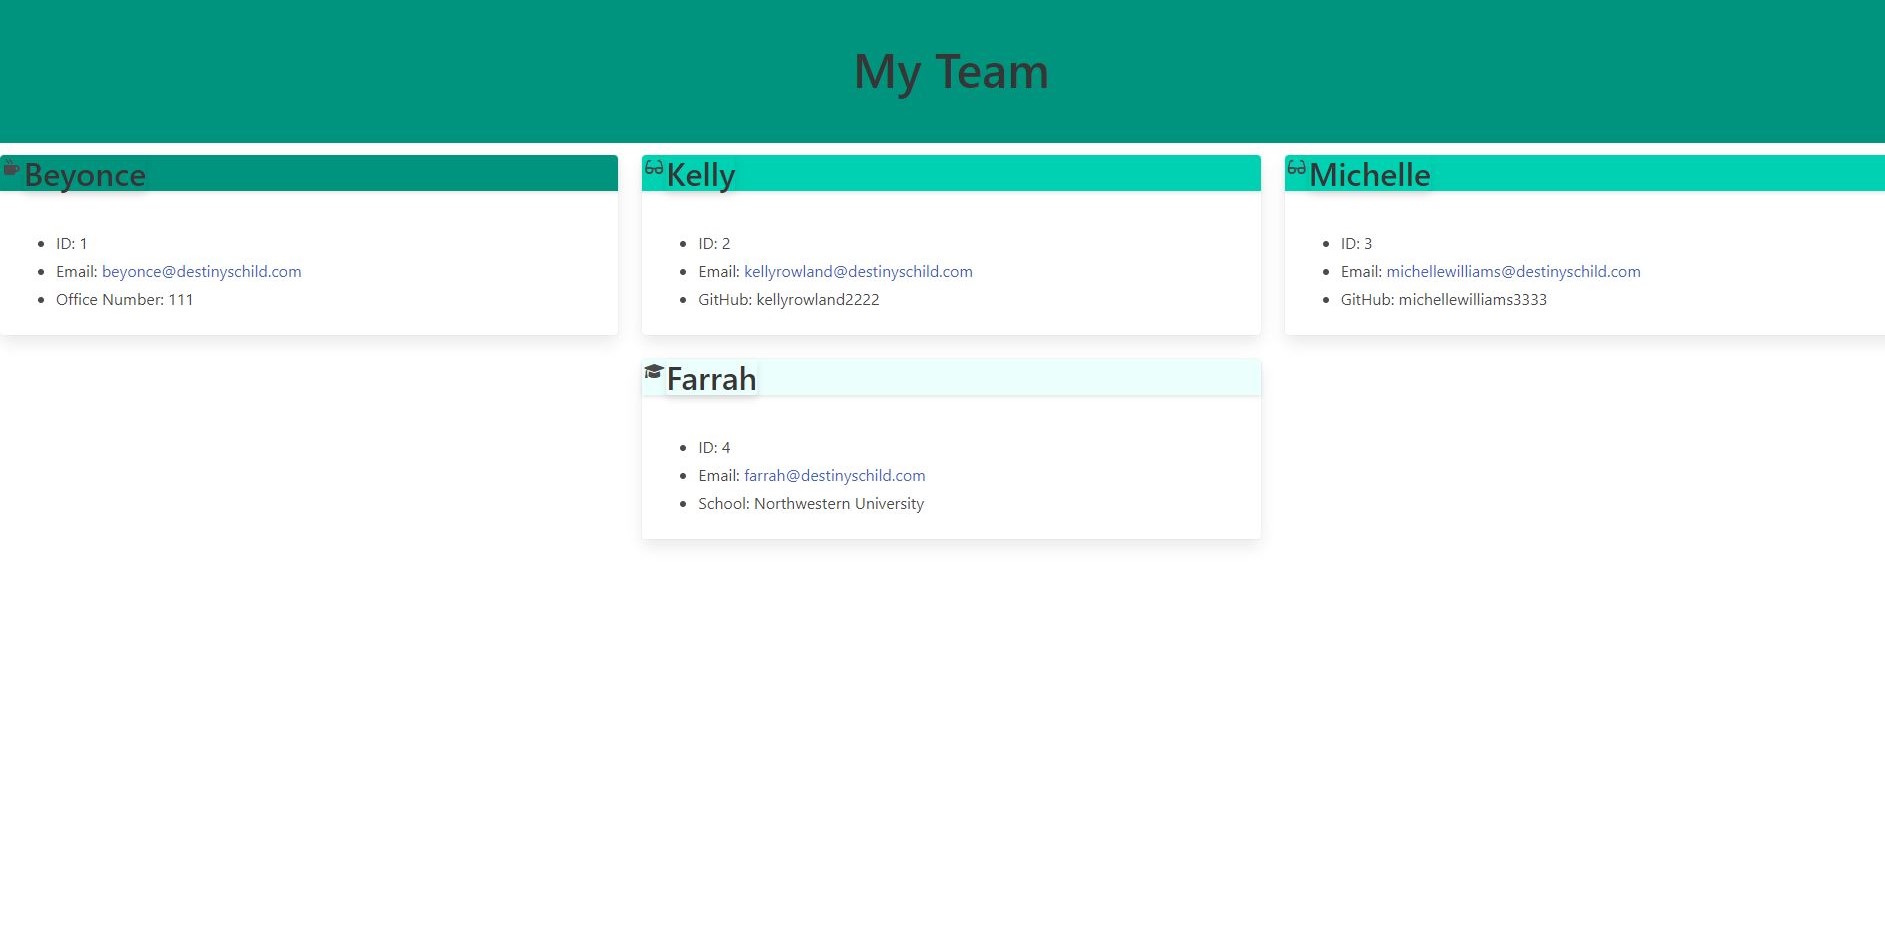 My Team
Beyonce
ID: 1
Email: beyonce@destinyschild.com
Office Number: 111
Kelly
ID: 2
Email: kellyrowland@destinyschild.com
GitHub: kellyrowland2222
Michelle
ID: 3
Email: michellewilliams@destinyschild.com
GitHub: michellewilliams3333
Farrah
ID: 4
Email: farrah@destinyschild.com
School: Northwestern University